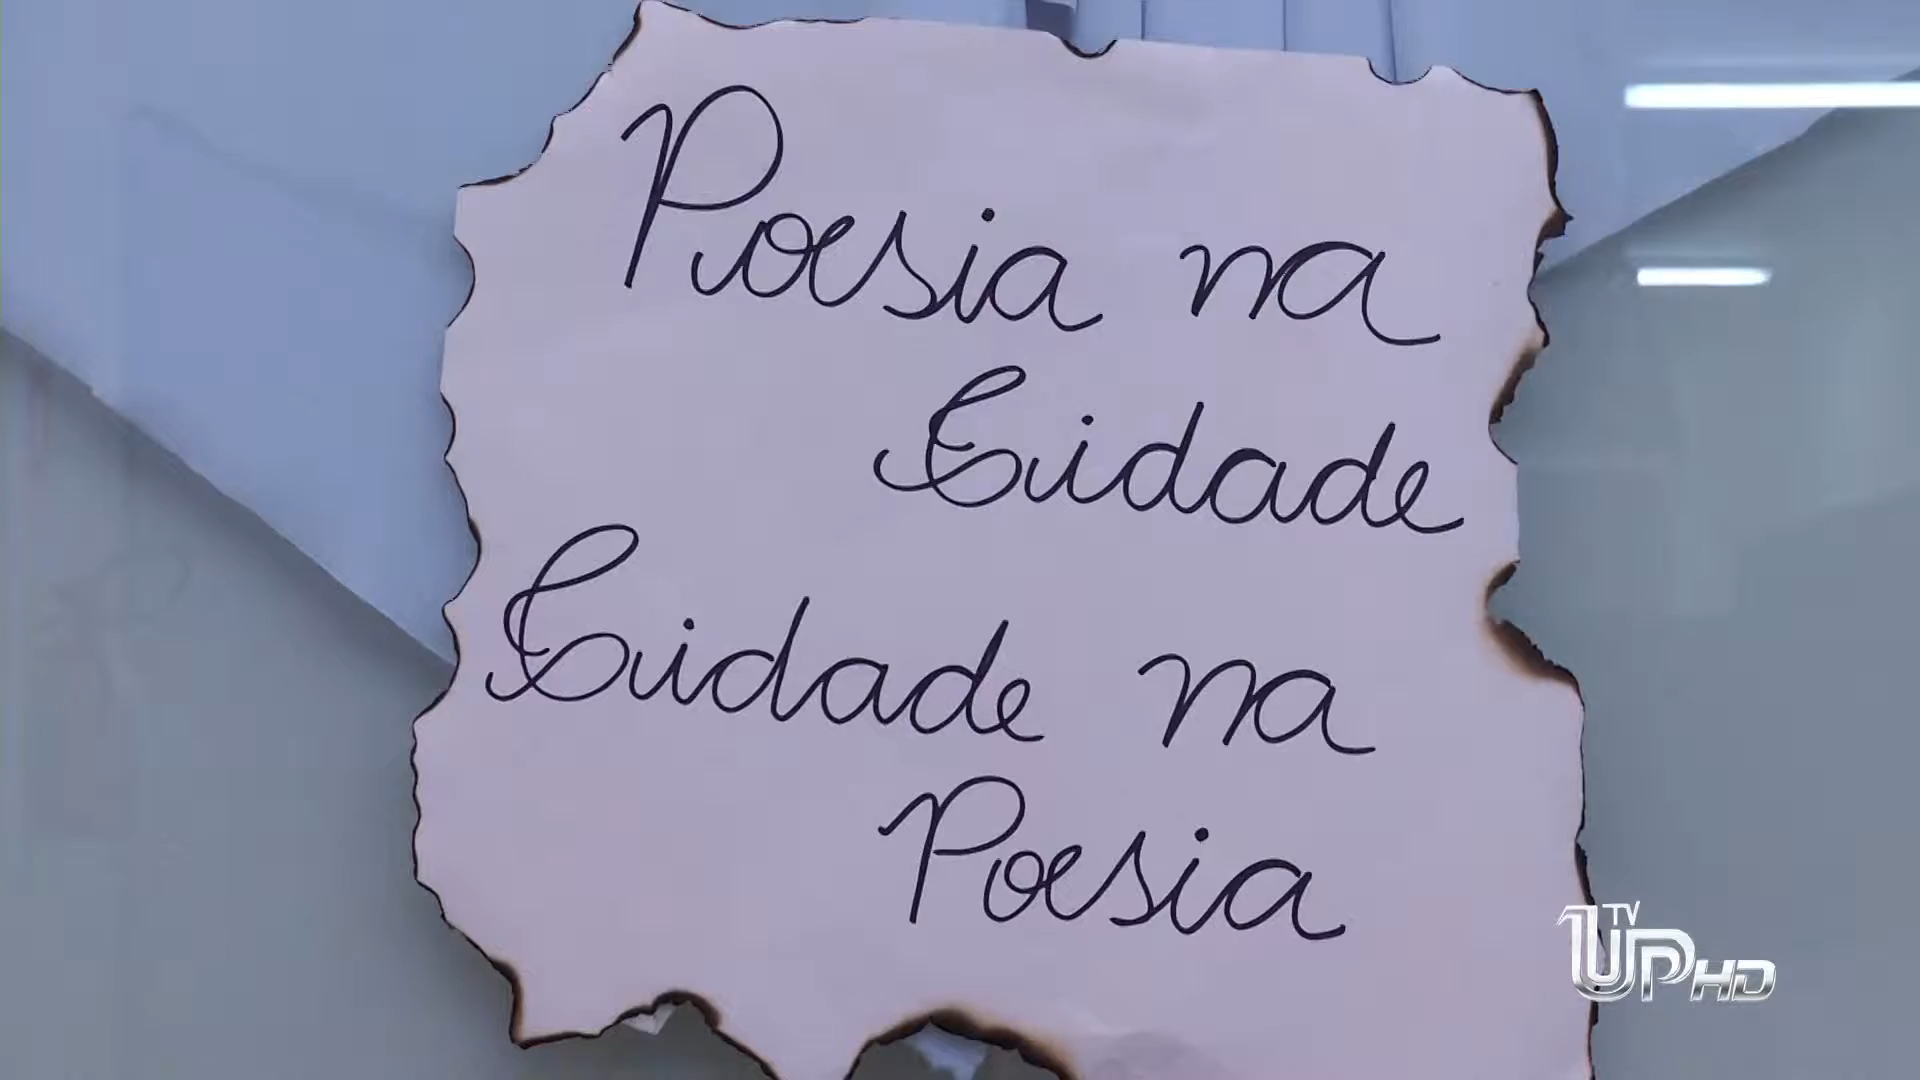 Poesia na
Cidade
Cidade na
Poesia
TV
UP HD